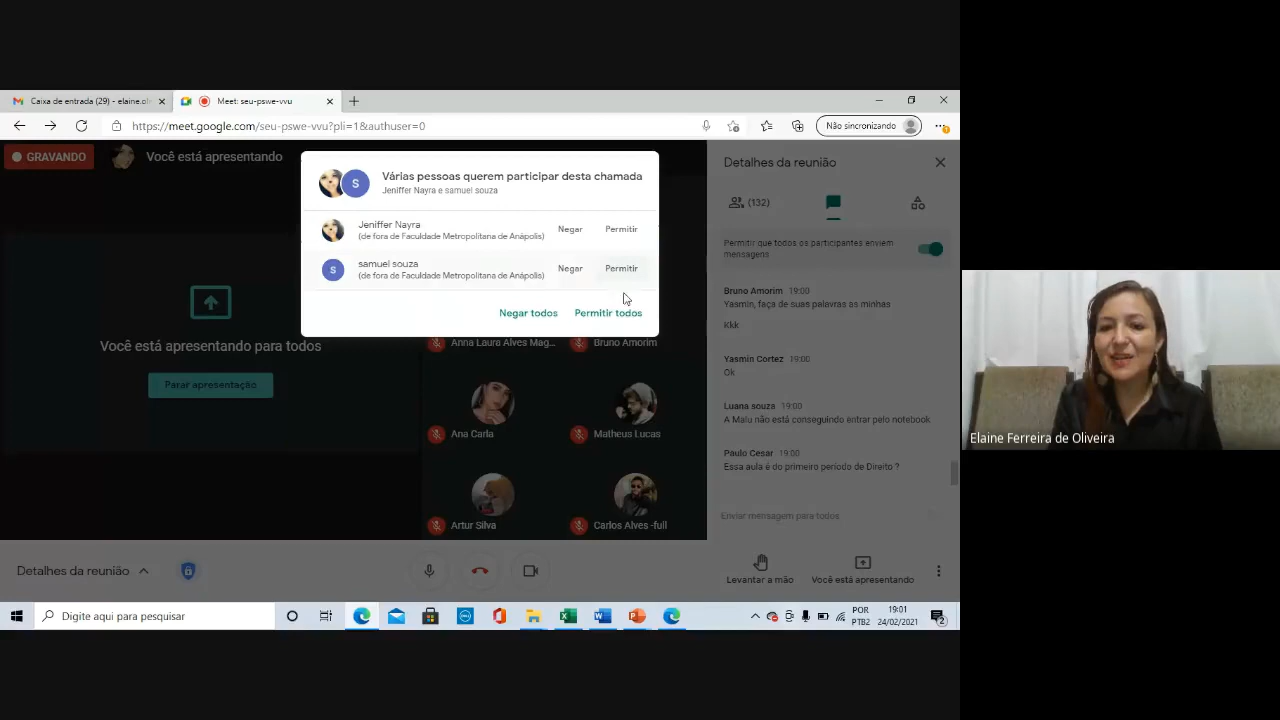 Caixa de entrada (29) - elaine.ol
Meet: seu-pswe-vvu
https://meet.google.com/seu-pswe-vvu?pli=1&authuser=0
Não sincronizando
GRAVANDO
Você está apresentando
Várias pessoas querem participar desta chamada
Jeniffer Nayra e samuel souza
S
Jeniffer Nayra
(de fora de Faculdade Metropolitana de Anápolis)
Negar
Permitir
S
samuel souza
(de fora de Faculdade Metropolitana de Anápolis)
Negar
Permitir
Negar todos
Permitir todos
Você está apresentando para todos
Parar apresentação
Anna Laura Alves Mag...
Bruno Amorim
Ana Carla
Matheus Lucas
Artur Silva
Carlos Alves -full
Detalhes da reunião
(132)
Permitir que todos os participantes enviem
mensagens
Bruno Amorim 19:00
Yasmin, faça de suas palavras as minhas
Kkk
Yasmin Cortez 19:00
Ok
Luana souza 19:00
A Malu não está conseguindo entrar pelo notebook
Paulo Cesar 19:00
Essa aula é do primeiro período de Direito ?
Enviar mensagem para todos
Detalhes da reunião
Levantar a mão
Você está apresentando
Digite aqui para pesquisar
POR
PTB2
19:01
24/02/2021
2
Elaine Ferreira de Oliveira